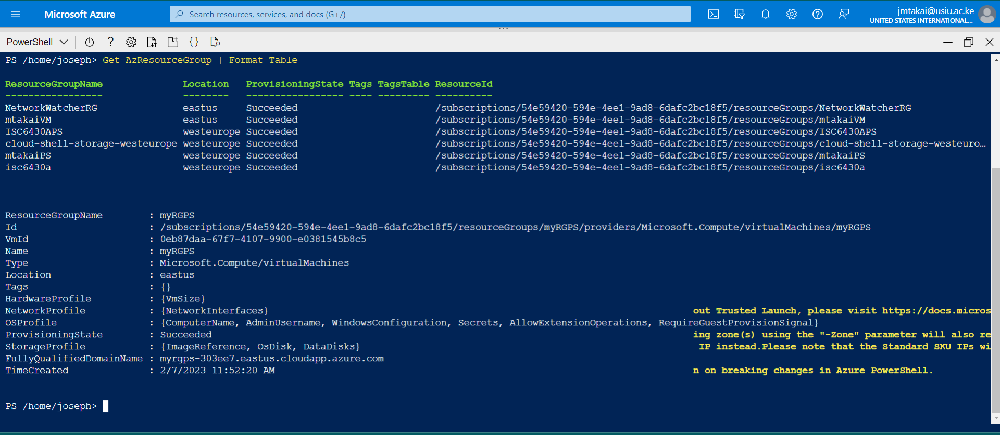 Microsoft Azure
Search resources, services, and docs (G+/)
jmtakai@usiu.ac.ke
UNITED STATES INTERNATIONAL...
PowerShell
PS /home/joseph> Get-AzResourceGroup | Format-Table
ResourceGroupName Location ProvisioningState Tags TagsTable ResourceId
----------------- -------- ----------------- ---- --------- ----------
NetworkWatcherRG eastus Succeeded /subscriptions/54e59420-594e-4ee1-9ad8-6dafc2bc18f5/resourceGroups/NetworkWatcherRG
mtakaiVM eastus Succeeded /subscriptions/54e59420-594e-4ee1-9ad8-6dafc2bc18f5/resourceGroups/mtakaiVM
ISC6430APS westeurope Succeeded /subscriptions/54e59420-594e-4ee1-9ad8-6dafc2bc18f5/resourceGroups/ISC6430APS
cloud-shell-storage-westeurope westeurope Succeeded /subscriptions/54e59420-594e-4ee1-9ad8-6dafc2bc18f5/resourceGroups/cloud-shell-storage-westeuro…
mtakaiPS westeurope Succeeded /subscriptions/54e59420-594e-4ee1-9ad8-6dafc2bc18f5/resourceGroups/mtakaiPS
isc6430a westeurope Succeeded /subscriptions/54e59420-594e-4ee1-9ad8-6dafc2bc18f5/resourceGroups/isc6430a
ResourceGroupName : myRGPS
Id : /subscriptions/54e59420-594e-4ee1-9ad8-6dafc2bc18f5/resourceGroups/myRGPS/providers/Microsoft.Compute/virtualMachines/myRGPS
VmId : 0eb87daa-67f7-4107-9900-e0381545b8c5
Name : myRGPS
Type : Microsoft.Compute/virtualMachines
Location : eastus
Tags : {}
HardwareProfile : {VmSize}
NetworkProfile : {NetworkInterfaces} out Trusted Launch, please visit https://docs.micros
OSProfile : {ComputerName, AdminUsername, WindowsConfiguration, Secrets, AllowExtensionOperations, RequireGuestProvisionSignal}
ProvisioningState : Succeeded ing zone(s) using the "-Zone" parameter will also re
StorageProfile : {ImageReference, OsDisk, DataDisks} IP instead.Please note that the Standard SKU IPs wi
FullyQualifiedDomainName : myrgps-303ee7.eastus.cloudapp.azure.com
TimeCreated : 2/7/2023 11:52:20 AM n on breaking changes in Azure PowerShell.
PS /home/joseph>